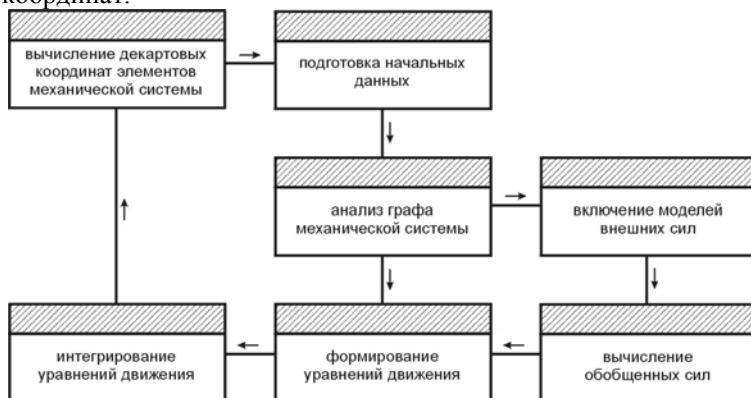 координат.
вычисление декартовых
координат элементов
механической системы
подготовка начальных
данных
анализ графа
механической системы
включение моделей
внешних сил
интегрирование
уравнений движения
формирование
уравнений движения
вычисление
обобщенных сил